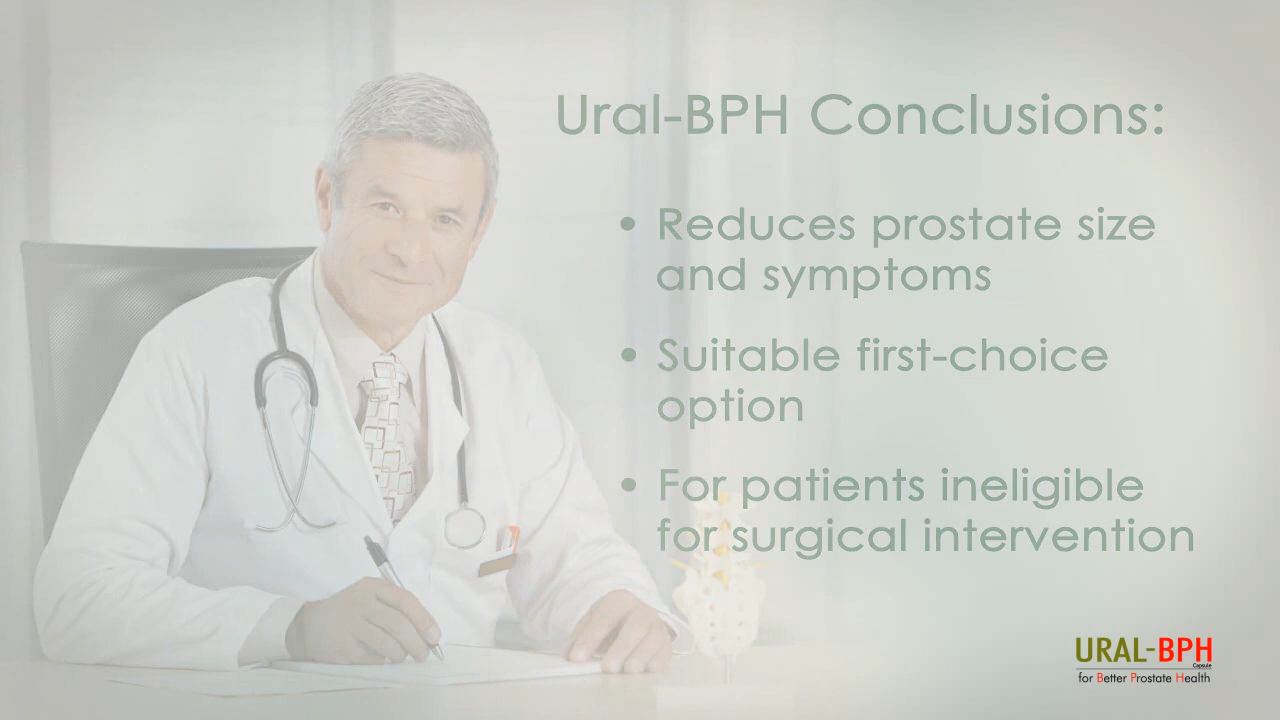 Ural-BPH Conclusions:
• Reduces prostate size
and symptoms
• Suitable first-choice
option
• For patients ineligible
for surgical intervention
URAL-BPH
Capsule
for Better Prostate Health